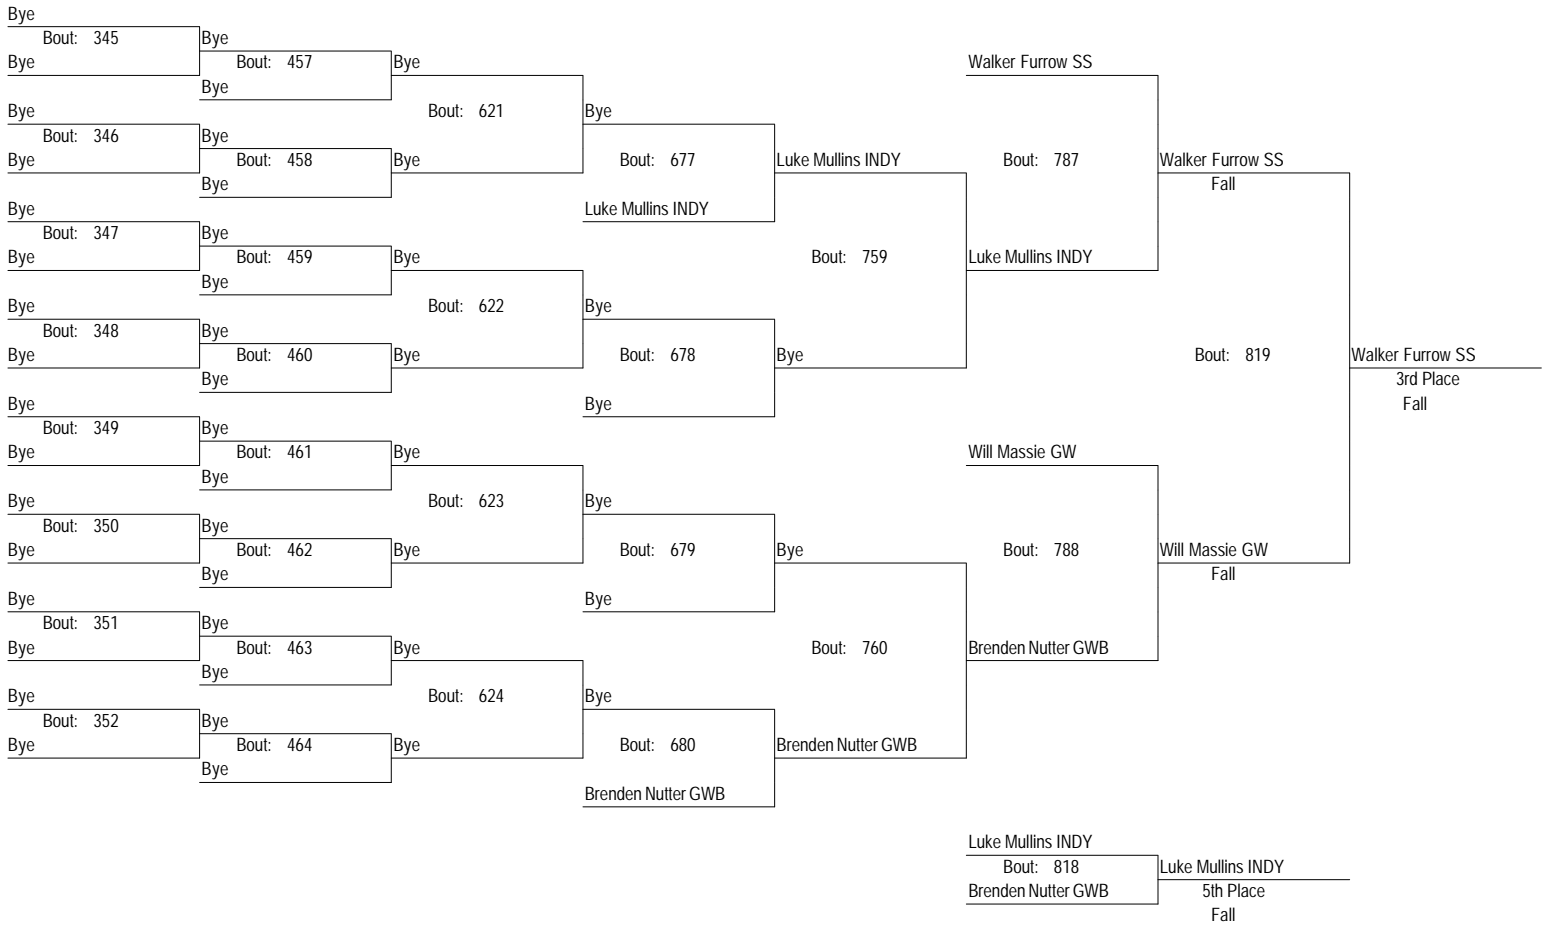 Bye
Bout: 345
Bye
Bye
Bout: 346
Bye
Bye
Bout: 347
Bye
Bye
Bout: 348
Bye
Bye
Bout: 349
Bye
Bye
Bout: 350
Bye
Bye
Bout: 351
Bye
Bye
Bout: 352
Bye
Bye
Bout: 457
Bye
Bye
Bout: 458
Bye
Bye
Bout: 459
Bye
Bye
Bout: 460
Bye
Bye
Bout: 461
Bye
Bye
Bout: 462
Bye
Bye
Bout: 463
Bye
Bye
Bout: 464
Bye
Bye
Bout: 621
Bye
Bye
Bout: 622
Bye
Bye
Bout: 623
Bye
Bye
Bout: 624
Bye
Bye
Bout: 677
Luke Mullins INDY
Bye
Bout: 678
Bye
Bye
Bout: 679
Bye
Bye
Bout: 680
Brenden Nutter GWB
Luke Mullins INDY
Bout: 759
Bye
Bye
Bout: 760
Brenden Nutter GWB
Walker Furrow SS
Bout: 787
Luke Mullins INDY
Will Massie GW
Bout: 788
Brenden Nutter GWB
Walker Furrow SS
Fall
Bout: 819
Will Massie GW
Fall
Walker Furrow SS
3rd Place
Fall
Luke Mullins INDY
Bout: 818
Brenden Nutter GWB
Luke Mullins INDY
5th Place
Fall